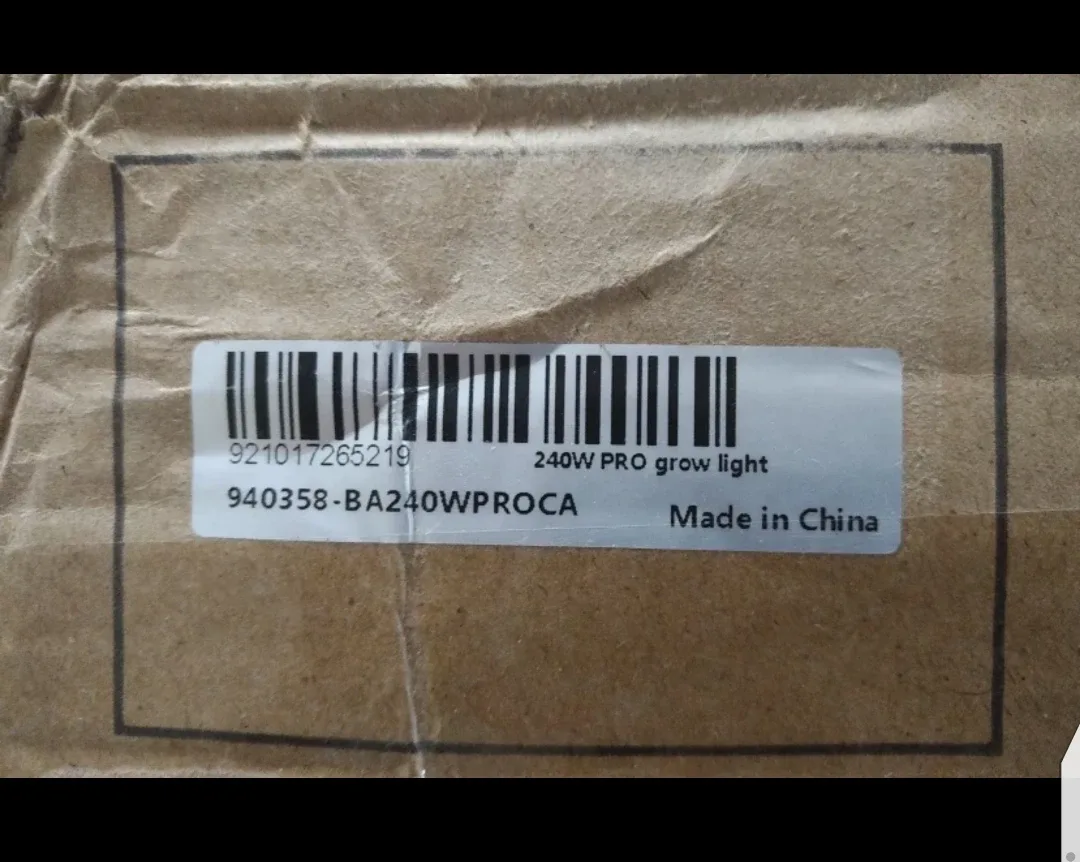 921017265219
240W PRO grow light
940358-BA240WPROCA
Made in China